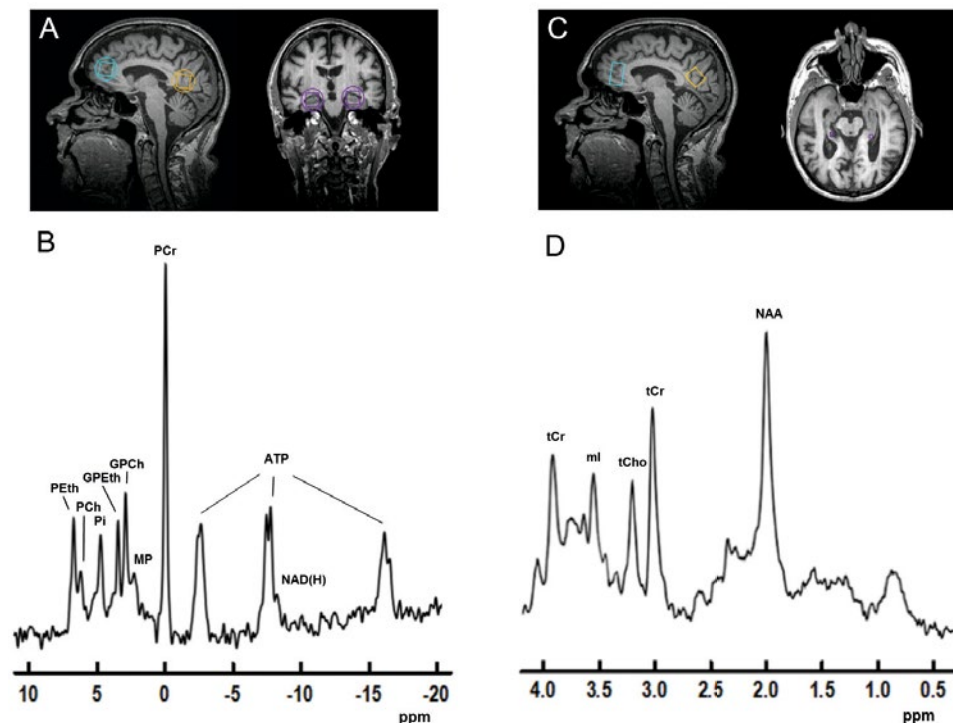 A
C
B
PCr
ATP
GPCh
GPEth
PEth
PCh
Pi
MP
NAD(H)
10 5 0 -5 -10 -15 -20
ppm
D
NAA
tCr
tCr
mI
tCho
4.0 3.5 3.0 2.5 2.0 1.5 1.0 0.5
ppm